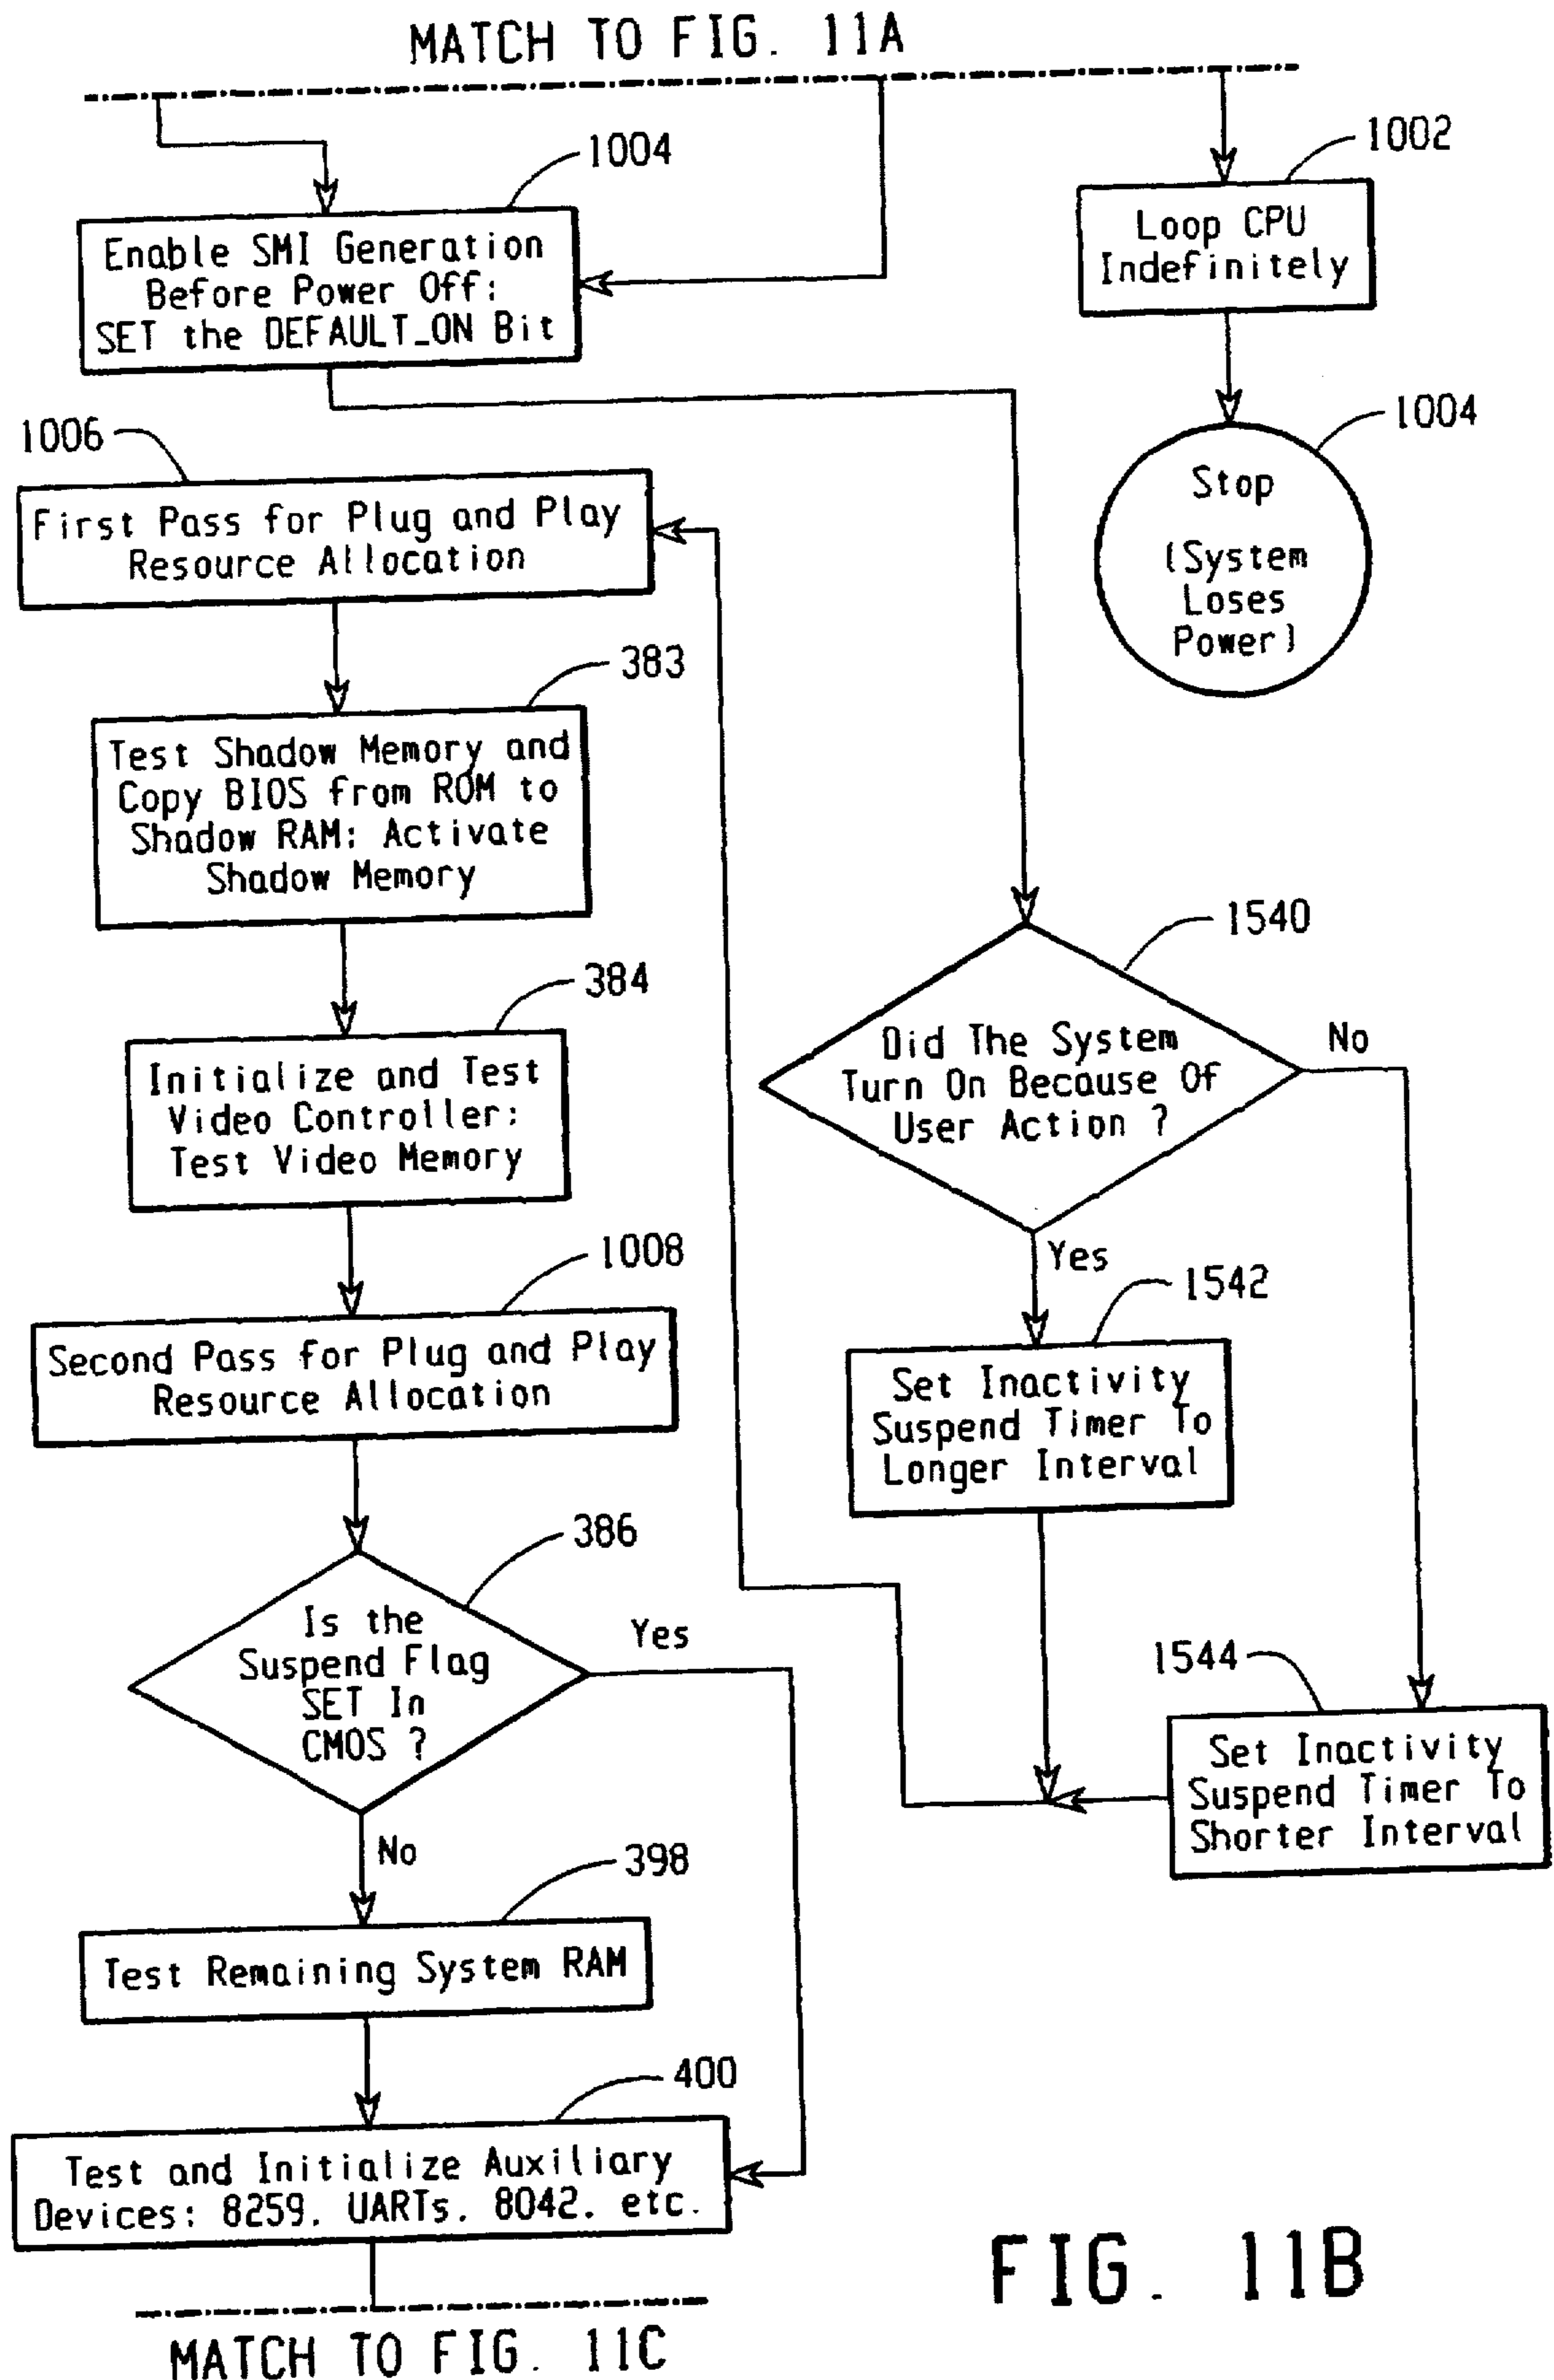 MATCH TO FIG. 11A
1004
Enable SMI Generation
Before Power Off;
SET the DEFAULT_ON Bit
1002
Loop CPU
Indefinitely
1004
Stop
(System
Loses
Power)
1006
First Pass for Plug and Play
Resource Allocation
383
Test Shadow Memory and
Copy BIOS from ROM to
Shadow RAM; Activate
Shadow Memory
384
Initialize and Test
Video Controller;
Test Video Memory
1008
Second Pass for Plug and Play
Resource Allocation
1540
Did The System
Turn On Because Of
User Action ?
No
Yes
1542
Set Inactivity
Suspend Timer To
Longer Interval
1544
Set Inactivity
Suspend Timer To
Shorter Interval
386
Is the
Suspend Flag
SET In
CMOS ?
Yes
No
398
Test Remaining System RAM
400
Test and Initialize Auxiliary
Devices: 8259, UARTs, 8042, etc.
MATCH TO FIG. 11C
FIG. 11B